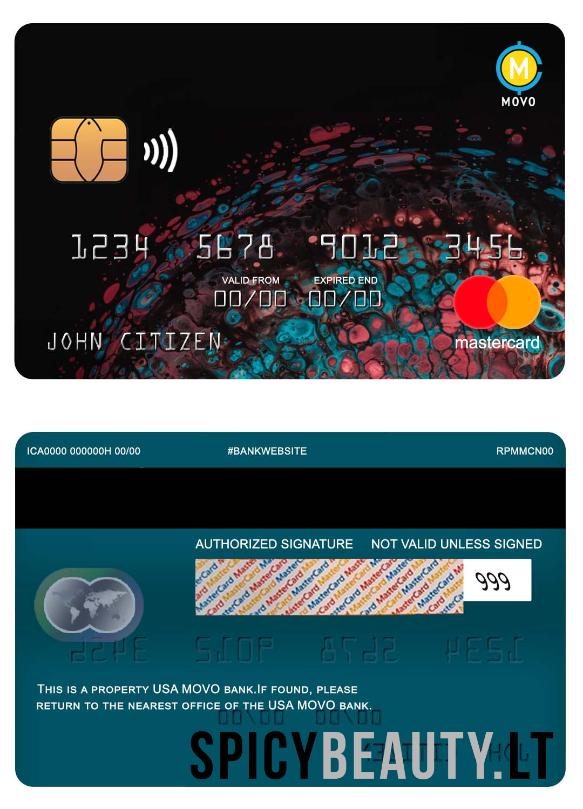 M
MOVO
1234 5678 9012 3456
VALID FROM EXPIRED END
00/00 00/00
JOHN CITIZEN
mastercard
ICA0000 000000H 00/00 #BANKWEBSITE RPMMCN00
AUTHORIZED SIGNATURE NOT VALID UNLESS SIGNED
MasterCard MasterCard MasterCard
999
THIS IS A PROPERTY USA MOVO BANK.IF FOUND, PLEASE
RETURN TO THE NEAREST OFFICE OF THE USA MOVO BANK.
SPICYBEAUTY.LT